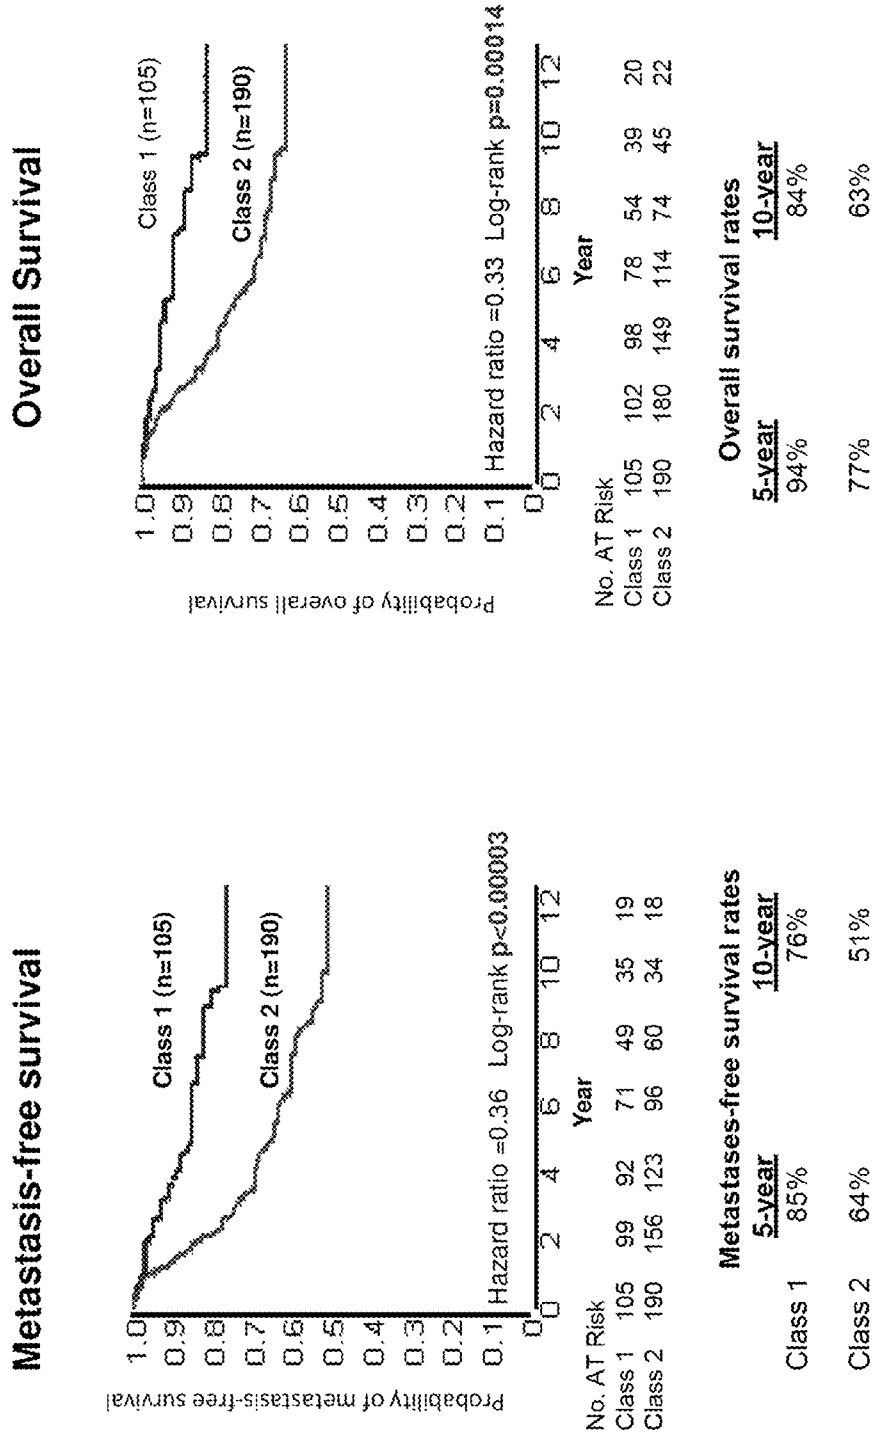 Metastasis-free survival
Probability of metastasis-free survival
1.0
0.9
0.8
0.7
0.6
0.5
0.4
0.3
0.2
0.1
0
Class 1 (n=105)
Class 2 (n=190)
Hazard ratio =0.36 Log-rank p<0.00003
0 2 4 6 8 10 12
Year
No. AT Risk
Class 1 105 99 92 71 49 35 19
Class 2 190 156 123 96 60 34 18
Metastases-free survival rates
5-year 10-year
Class 1 85% 76%
Class 2 64% 51%
Overall Survival
Probability of overall survival
1.0
0.9
0.8
0.7
0.6
0.5
0.4
0.3
0.2
0.1
0
Class 1 (n=105)
Class 2 (n=190)
Hazard ratio =0.33 Log-rank p=0.00014
0 2 4 6 8 10 12
Year
No. AT Risk
Class 1 105 102 98 78 54 39 20
Class 2 190 180 149 114 74 45 22
Overall survival rates
5-year 10-year
94% 84%
77% 63%